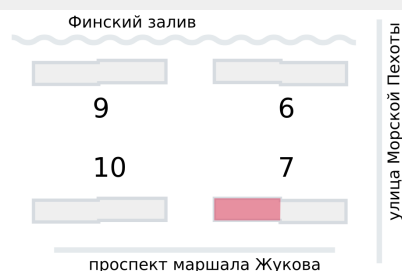 Финский залив
9
6
10
7
проспект маршала Жукова
улица Морской Пехоты